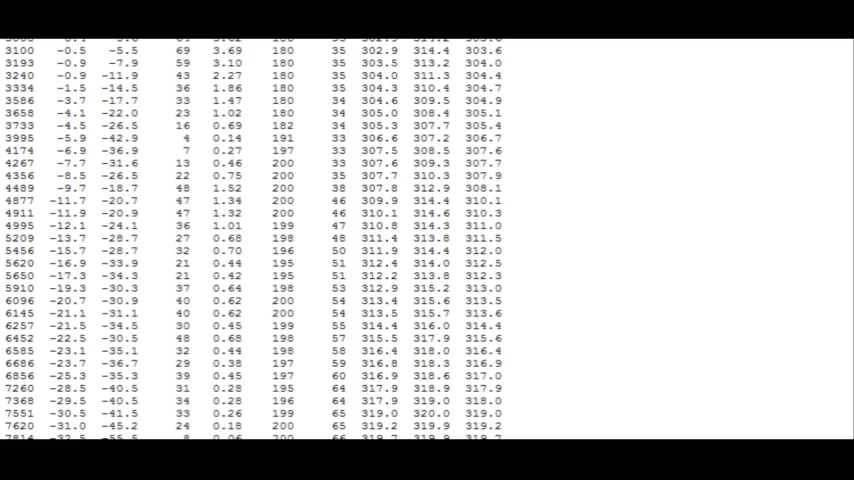 3100 -0.5 -5.5 69 3.69 180 35 302.9 314.4 303.6
3193 -0.9 -7.9 59 3.10 180 35 303.5 313.2 304.0
3240 -0.9 -11.9 43 2.27 180 35 304.0 311.3 304.4
3334 -1.5 -14.5 36 1.86 180 35 304.3 310.4 304.7
3586 -3.7 -17.7 33 1.47 180 34 304.6 309.5 304.9
3658 -4.1 -22.0 23 1.02 180 34 305.0 308.4 305.1
3733 -4.5 -26.5 16 0.69 182 34 305.3 307.7 305.4
3995 -5.9 -42.9 4 0.14 191 33 306.6 307.2 306.7
4174 -6.9 -36.9 7 0.27 197 33 307.5 308.5 307.6
4267 -7.7 -31.6 13 0.46 200 33 307.6 309.3 307.7
4356 -8.5 -26.5 22 0.75 200 35 307.7 310.3 307.9
4489 -9.7 -18.7 48 1.52 200 38 307.8 312.9 308.1
4877 -11.7 -20.7 47 1.34 200 46 309.9 314.4 310.1
4911 -11.9 -20.9 47 1.32 200 46 310.1 314.6 310.3
4995 -12.1 -24.1 36 1.01 199 47 310.8 314.3 311.0
5209 -13.7 -28.7 27 0.68 198 48 311.4 313.8 311.5
5456 -15.7 -28.7 32 0.70 196 50 311.9 314.4 312.0
5620 -16.9 -33.9 21 0.44 195 51 312.4 314.0 312.5
5650 -17.3 -34.3 21 0.42 195 51 312.2 313.8 312.3
5910 -19.3 -30.3 37 0.64 198 53 312.9 315.2 313.0
6096 -20.7 -30.9 40 0.62 200 54 313.4 315.6 313.5
6145 -21.1 -31.1 40 0.62 200 54 313.5 315.7 313.6
6257 -21.5 -34.5 30 0.45 199 55 314.4 316.0 314.4
6452 -22.5 -30.5 48 0.68 198 57 315.5 317.9 315.6
6585 -23.1 -35.1 32 0.44 198 58 316.4 318.0 316.4
6686 -23.7 -36.7 29 0.38 197 59 316.8 318.3 316.9
6856 -25.3 -35.3 39 0.45 197 60 316.9 318.6 317.0
7260 -28.5 -40.5 31 0.28 195 64 317.9 318.9 317.9
7368 -29.5 -40.5 34 0.28 196 64 317.9 319.0 318.0
7551 -30.5 -41.5 33 0.26 199 65 319.0 320.0 319.0
7620 -31.0 -45.2 24 0.18 200 65 319.2 319.9 319.2
7814 -32.5 -55.5 8 0.06 200 66 319.7 319.9 319.7